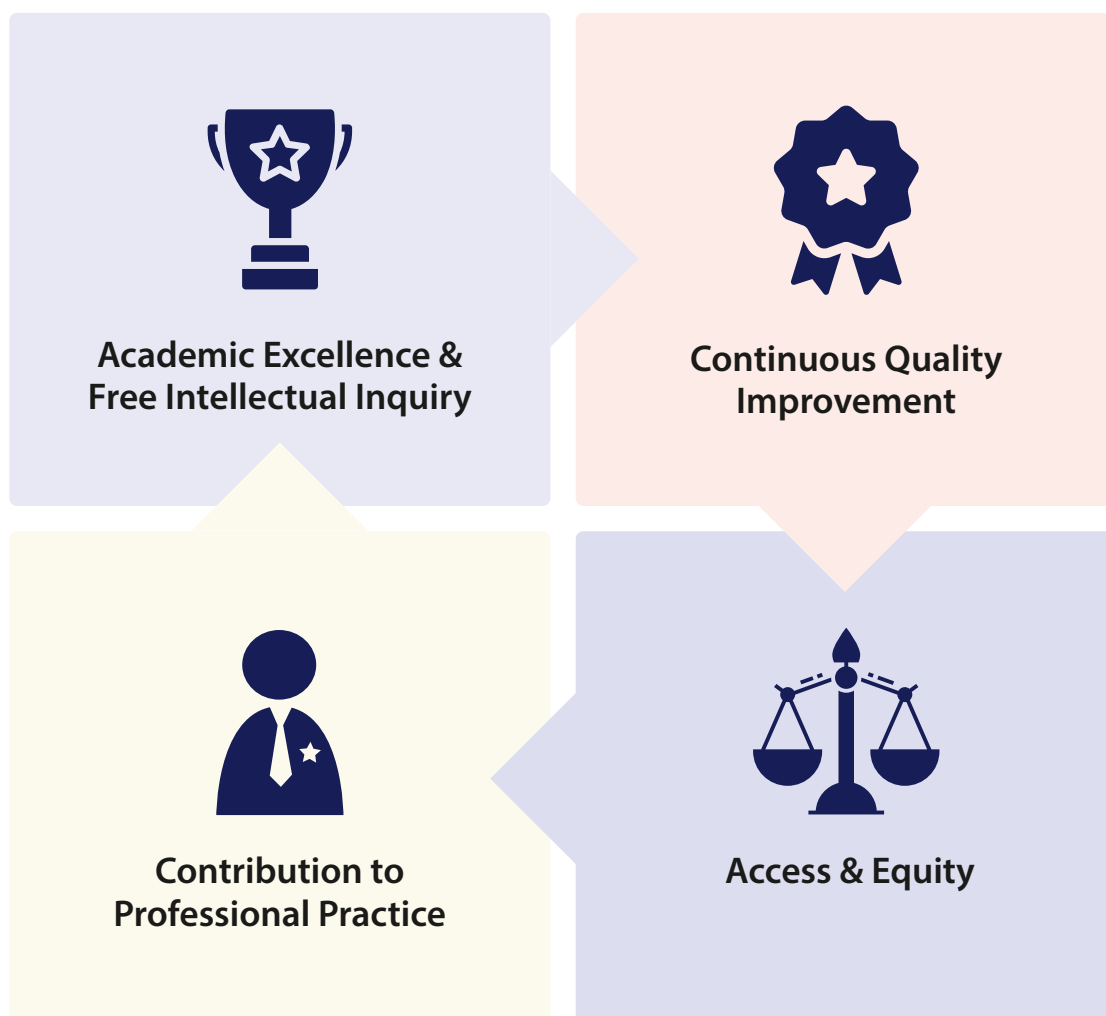 Academic Excellence &
Free Intellectual Inquiry
Continuous Quality
Improvement
Contribution to
Professional Practice
Access & Equity